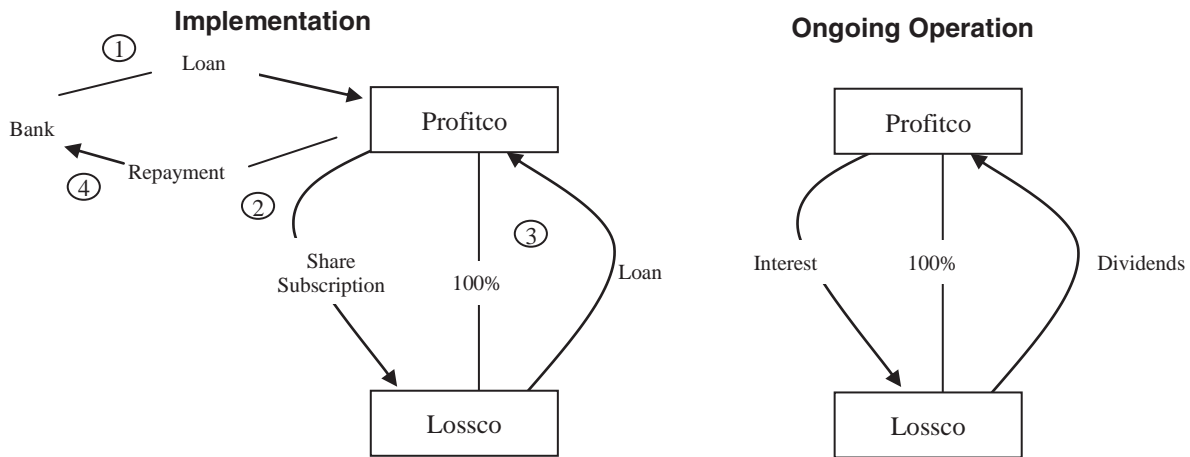 Implementation
①
Loan
Profitco
Bank
Repayment
④
②
③
Share
Subscription
100%
Loan
Lossco
Ongoing Operation
Profitco
Interest
100%
Dividends
Lossco